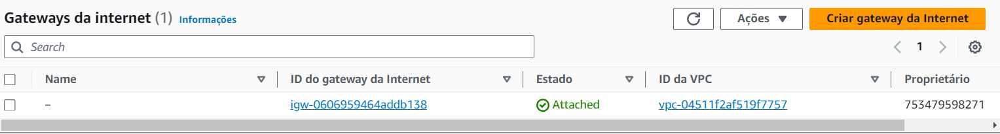 Gateways da internet (1) Informações
Ações
Criar gateway da Internet
Search
1
Name ID do gateway da Internet Estado ID da VPC Proprietário
– igw-0606959464addb138 Attached vpc-04511f2af519f7757 753479598271